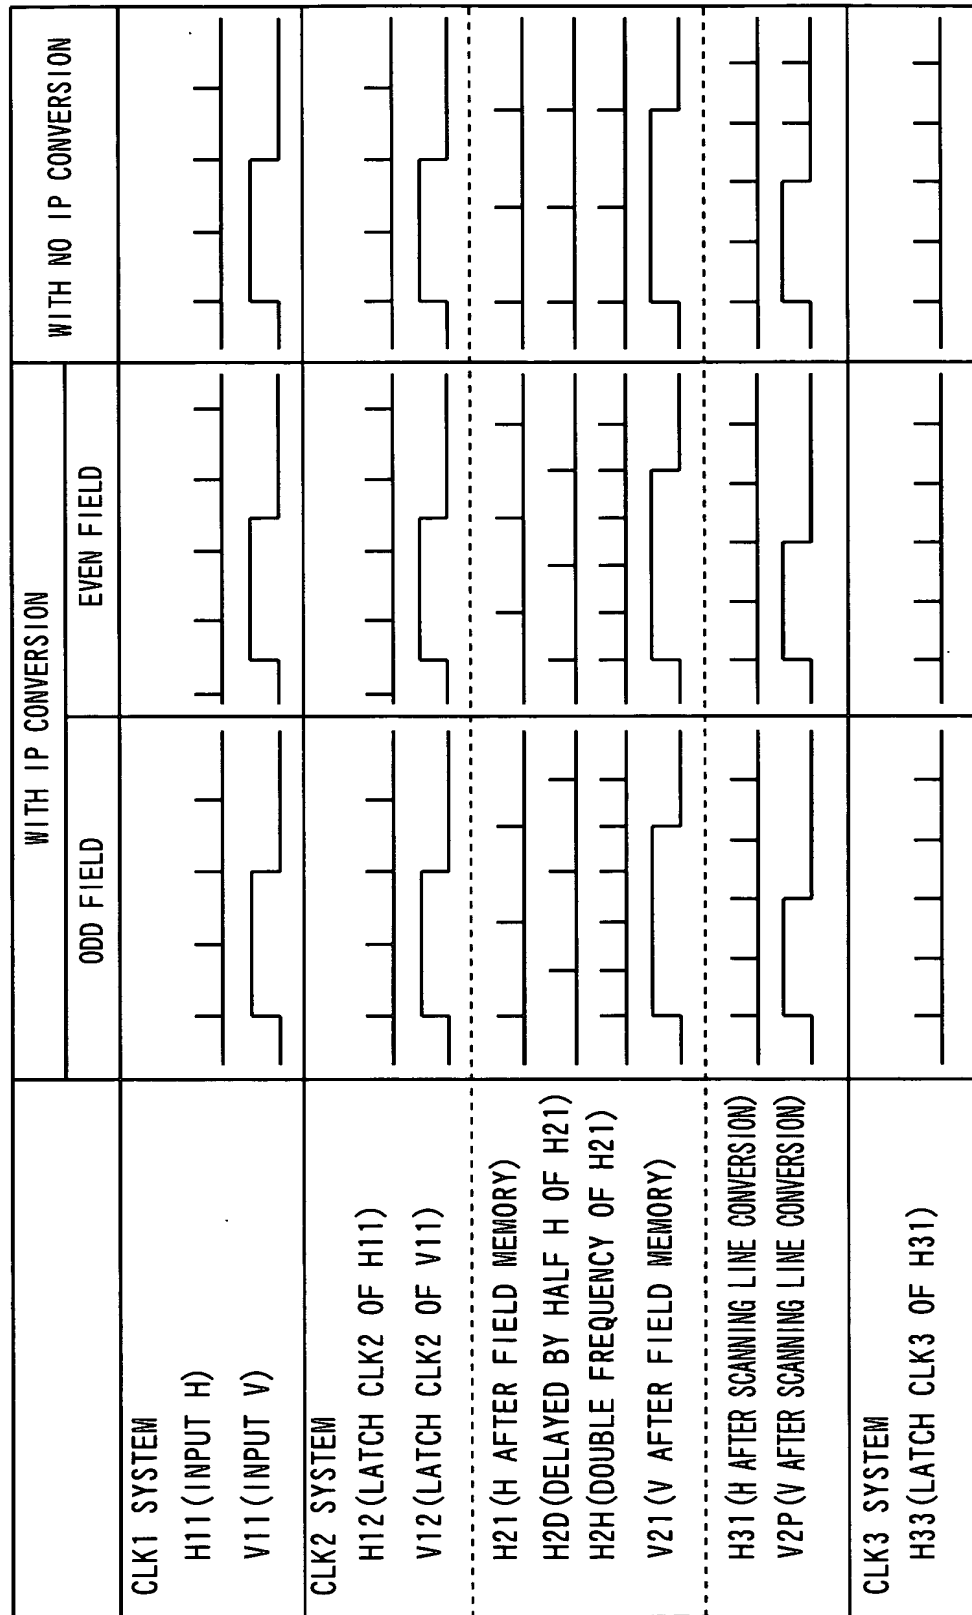 WITH IP CONVERSION
WITH NO IP CONVERSION
ODD FIELD
EVEN FIELD
CLK1 SYSTEM
H11(INPUT H)
V11(INPUT V)
CLK2 SYSTEM
H12(LATCH CLK2 OF H11)
V12(LATCH CLK2 OF V11)
H21(H AFTER FIELD MEMORY)
H2D(DELAYED BY HALF H OF H21)
H2H(DOUBLE FREQUENCY OF H21)
V21(V AFTER FIELD MEMORY)
H31(H AFTER SCANNING LINE CONVERSION)
V2P(V AFTER SCANNING LINE CONVERSION)
CLK3 SYSTEM
H33(LATCH CLK3 OF H31)